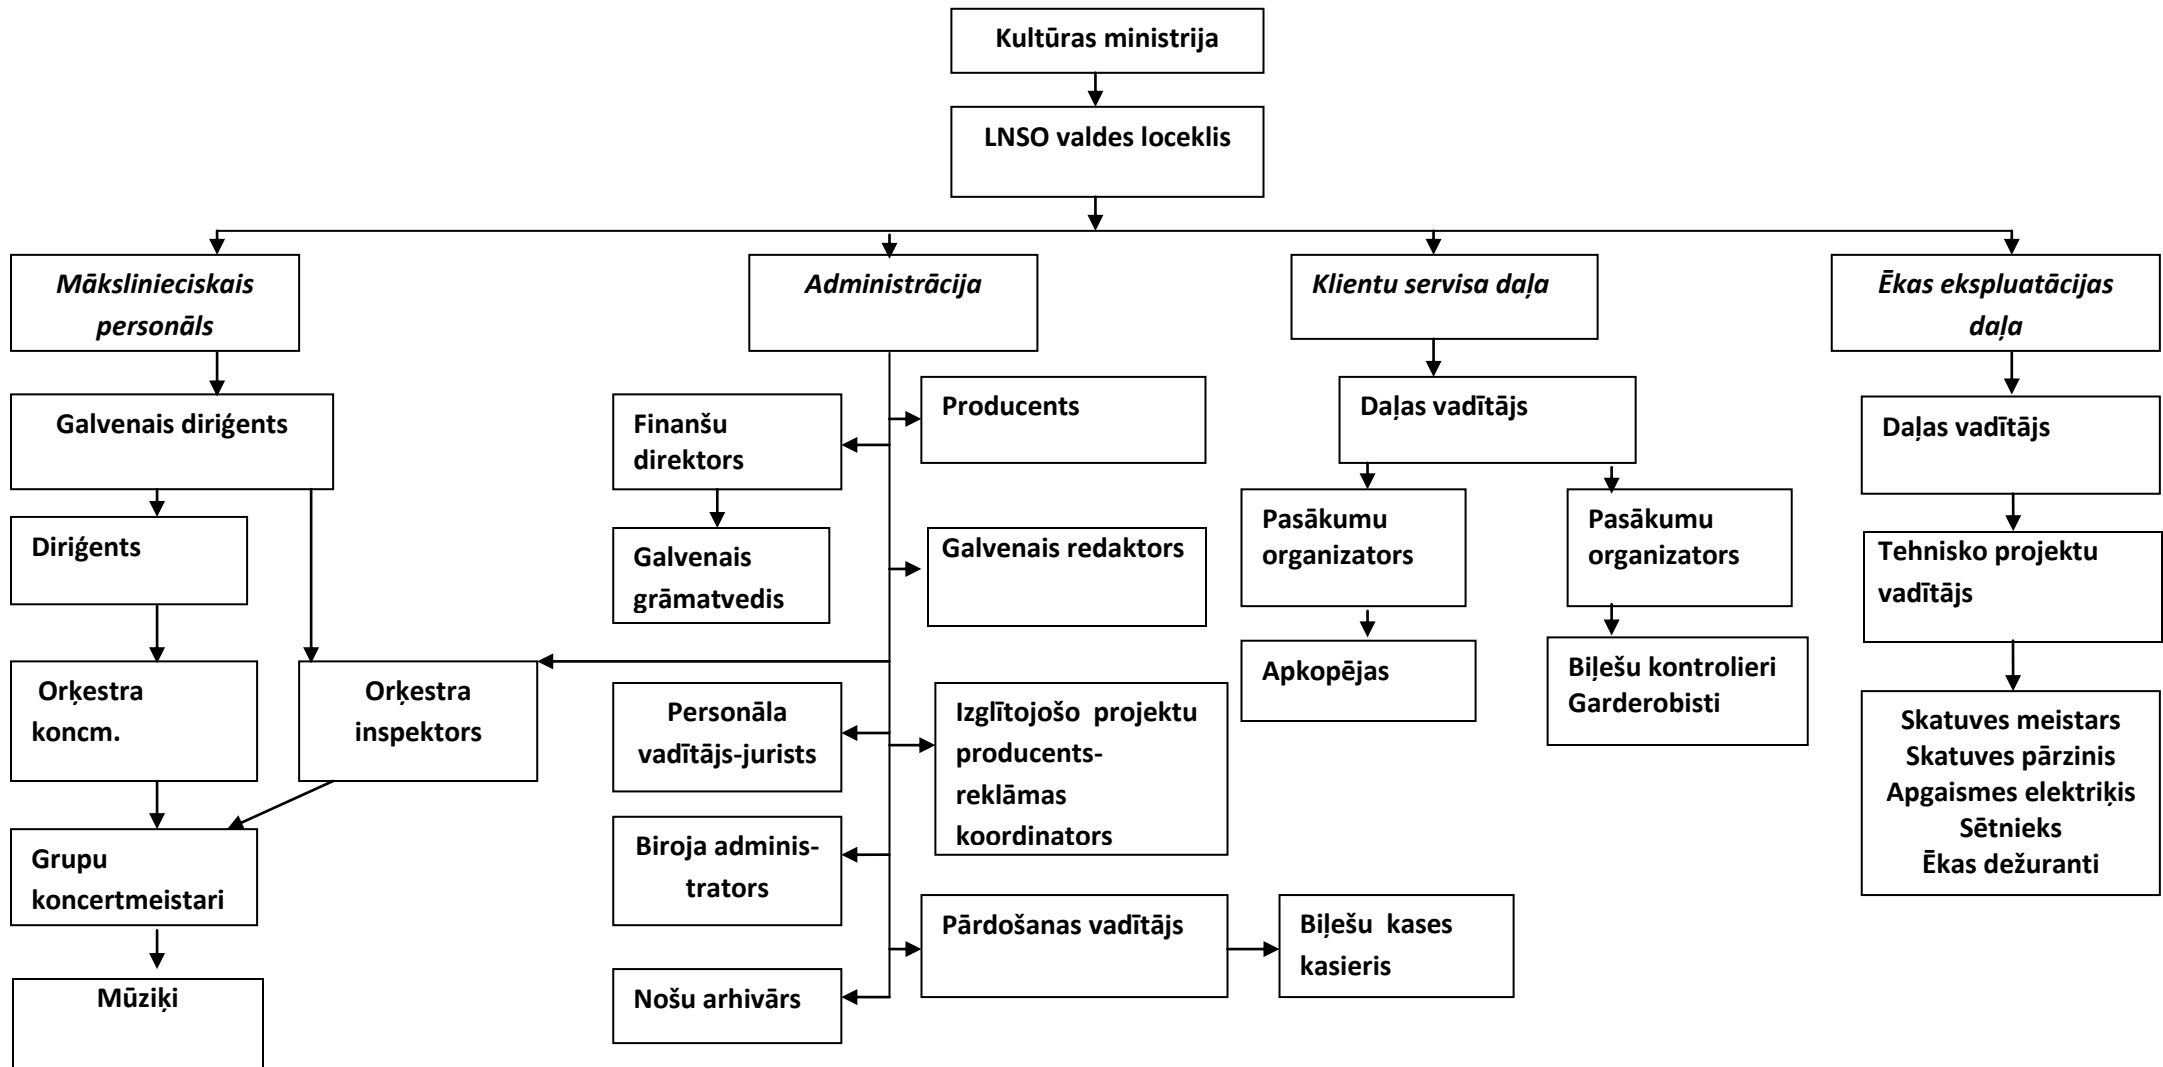 Kultūras ministrija
LNSO valdes loceklis
Mākslinieciskais
personāls
Administrācija
Klientu servisa daļa
Ēkas ekspluatācijas
daļa
Galvenais diriģents
Diriģents
Orķestra
koncm.
Orķestra
inspektors
Grupu
koncertmeistari
Mūziķi
Finanšu
direktors
Galvenais
grāmatvedis
Producents
Galvenais redaktors
Personāla
vadītājs-jurists
Izglītojošo projektu
producents-
reklāmas
koordinators
Biroja adminis-
trators
Pārdošanas vadītājs
Biļešu kases
kasieris
Nošu arhivārs
Daļas vadītājs
Pasākumu
organizators
Apkopējas
Pasākumu
organizators
Biļešu kontrolieri
Garderobisti
Daļas vadītājs
Tehnisko projektu
vadītājs
Skatuves meistars
Skatuves pārzinis
Apgaismes elektriķis
Sētnieks
Ēkas dežuranti